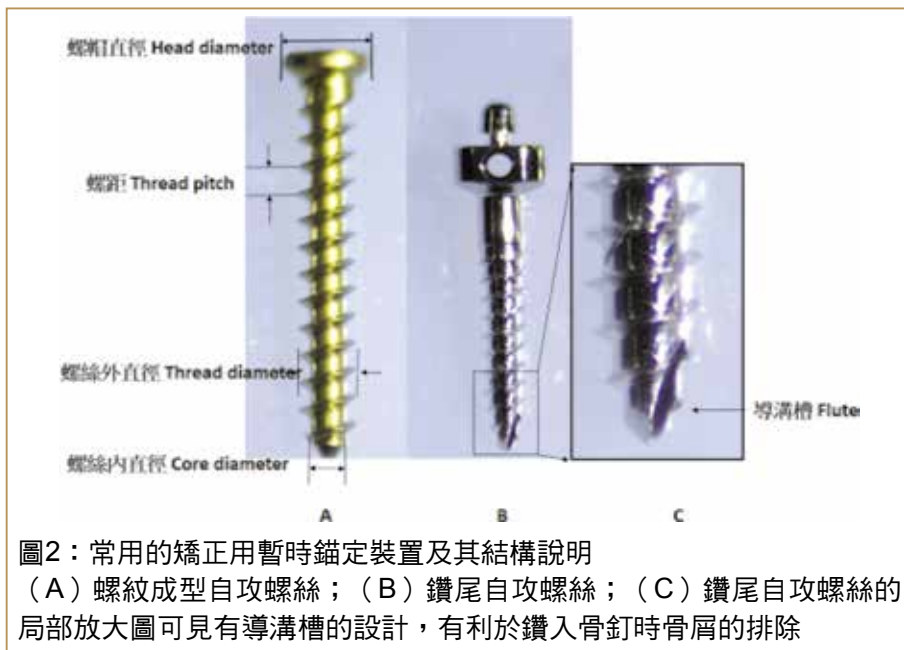 螺帽直徑 Head diameter
螺距 Thread pitch
螺絲外直徑 Thread diameter
導溝槽 Flute
螺絲內直徑 Core diameter
A B C
圖2：常用的矯正用暫時錨定裝置及其結構說明
（A）螺紋成型自攻螺絲；（B）鑽尾自攻螺絲；（C）鑽尾自攻螺絲的
局部放大圖可見有導溝槽的設計，有利於鑽入骨釘時骨屑的排除